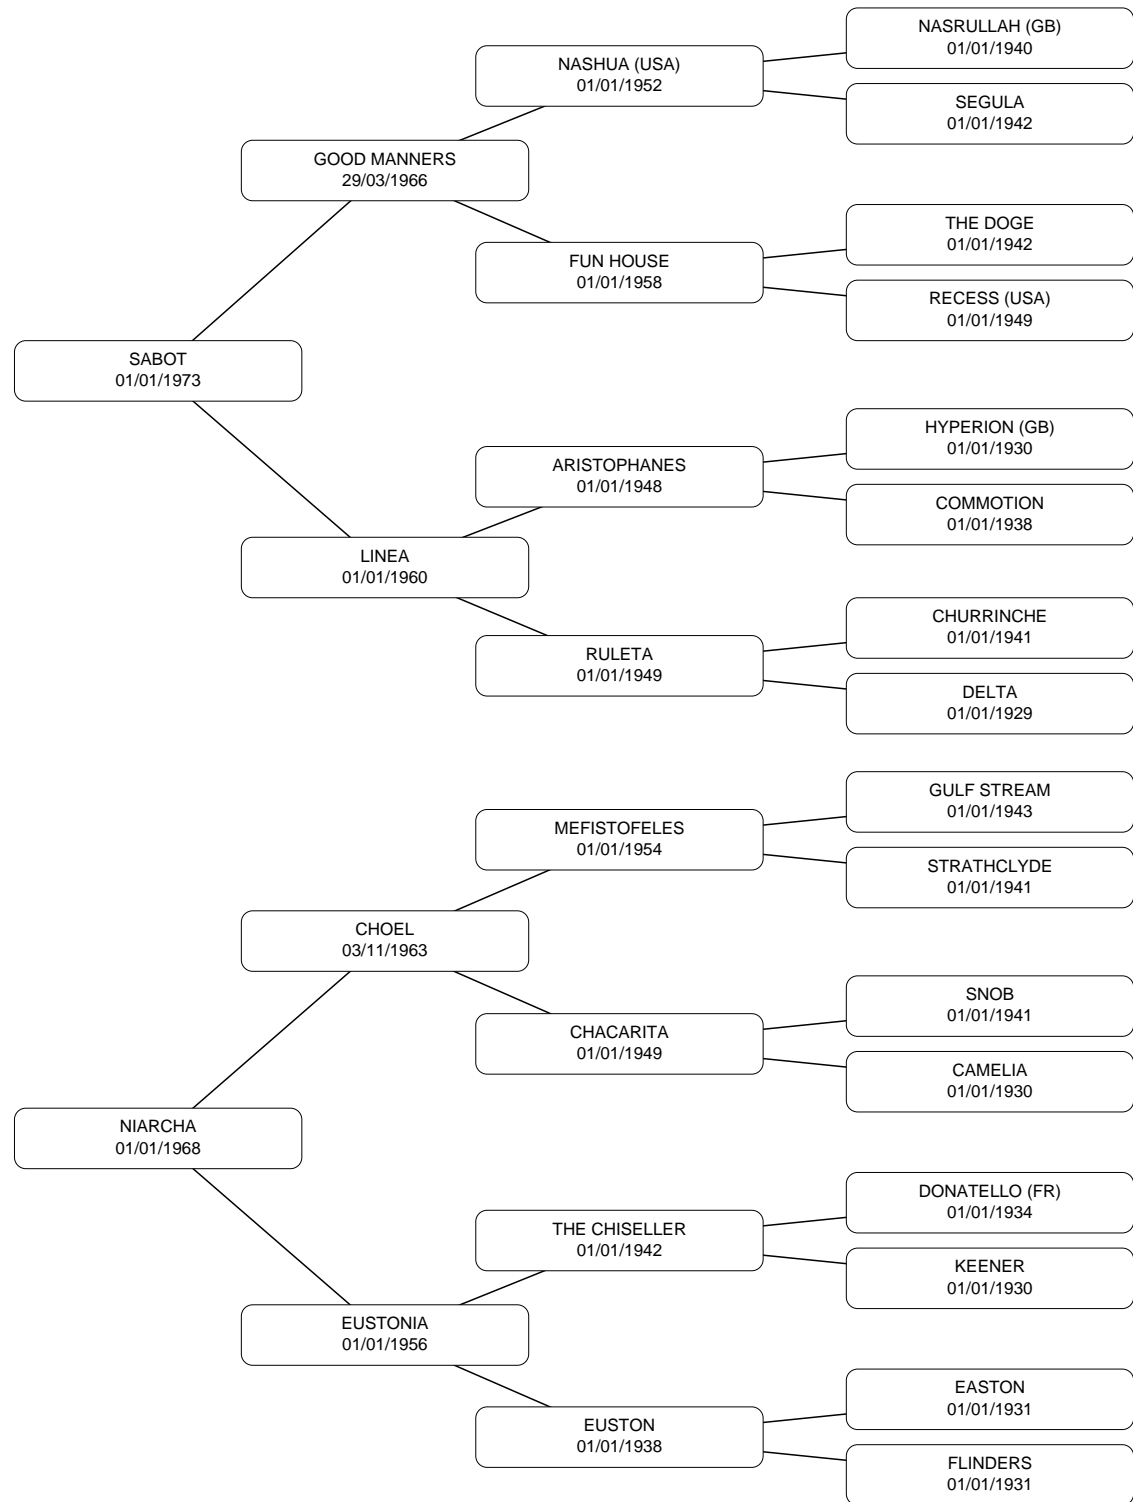 NASRULLAH (GB)
01/01/1940
NASHUA (USA)
01/01/1952
SEGULA
01/01/1942
GOOD MANNERS
29/03/1966
THE DOGE
01/01/1942
FUN HOUSE
01/01/1958
RECESS (USA)
01/01/1949
SABOT
01/01/1973
HYPERION (GB)
01/01/1930
ARISTOPHANES
01/01/1948
COMMOTION
01/01/1938
LINEA
01/01/1960
CHURRINCHE
01/01/1941
RULETA
01/01/1949
DELTA
01/01/1929
GULF STREAM
01/01/1943
MEFISTOFELES
01/01/1954
STRATHCLYDE
01/01/1941
CHOEL
03/11/1963
SNOB
01/01/1941
CHACARITA
01/01/1949
CAMELIA
01/01/1930
NIARCHA
01/01/1968
DONATELLO (FR)
01/01/1934
THE CHISELLER
01/01/1942
KEENER
01/01/1930
EUSTONIA
01/01/1956
EASTON
01/01/1931
EUSTON
01/01/1938
FLINDERS
01/01/1931